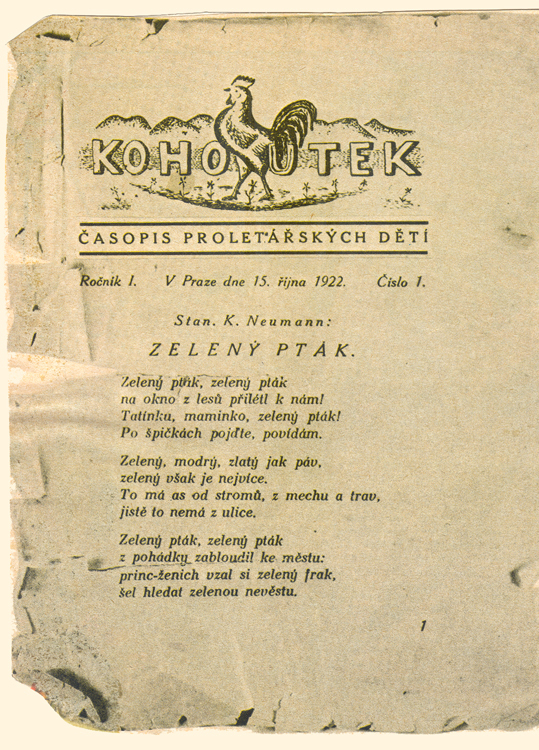 KOHOUTEK
ČASOPIS PROLETÁŘSKÝCH DĚTÍ
Ročník I. V Praze dne 15. října 1922. Číslo 1.
Stan. K. Neumann:
ZELENÝ PTÁK.
Zelený pták, zelený pták
na okno z lesů přilétl k nám!
Tatínku, maminko, zelený pták!
Po špičkách pojďte, povídám.
Zelený, modrý, zlatý jak páv,
zelený však je nejvíce.
To má as od stromů, z mechu a trav,
jistě to nemá z ulice.
Zelený pták, zelený pták
z pohádky zabloudil ke městu:
princ-ženich vzal si zelený frak,
šel hledat zelenou nevěstu.
1